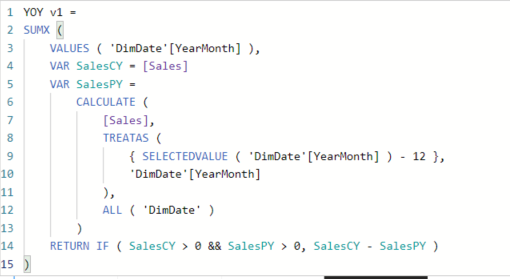 1 YOY v1 =
2 SUMX (
3 VALUES ( 'DimDate'[YearMonth] ),
4 VAR SalesCY = [Sales]
5 VAR SalesPY =
6 CALCULATE (
7 [Sales],
8 TREATAS (
9 { SELECTEDVALUE ( 'DimDate'[YearMonth] ) - 12 },
10 'DimDate'[YearMonth]
11 ),
12 ALL ( 'DimDate' )
13 )
14 RETURN IF ( SalesCY > 0 && SalesPY > 0, SalesCY - SalesPY )
15 )